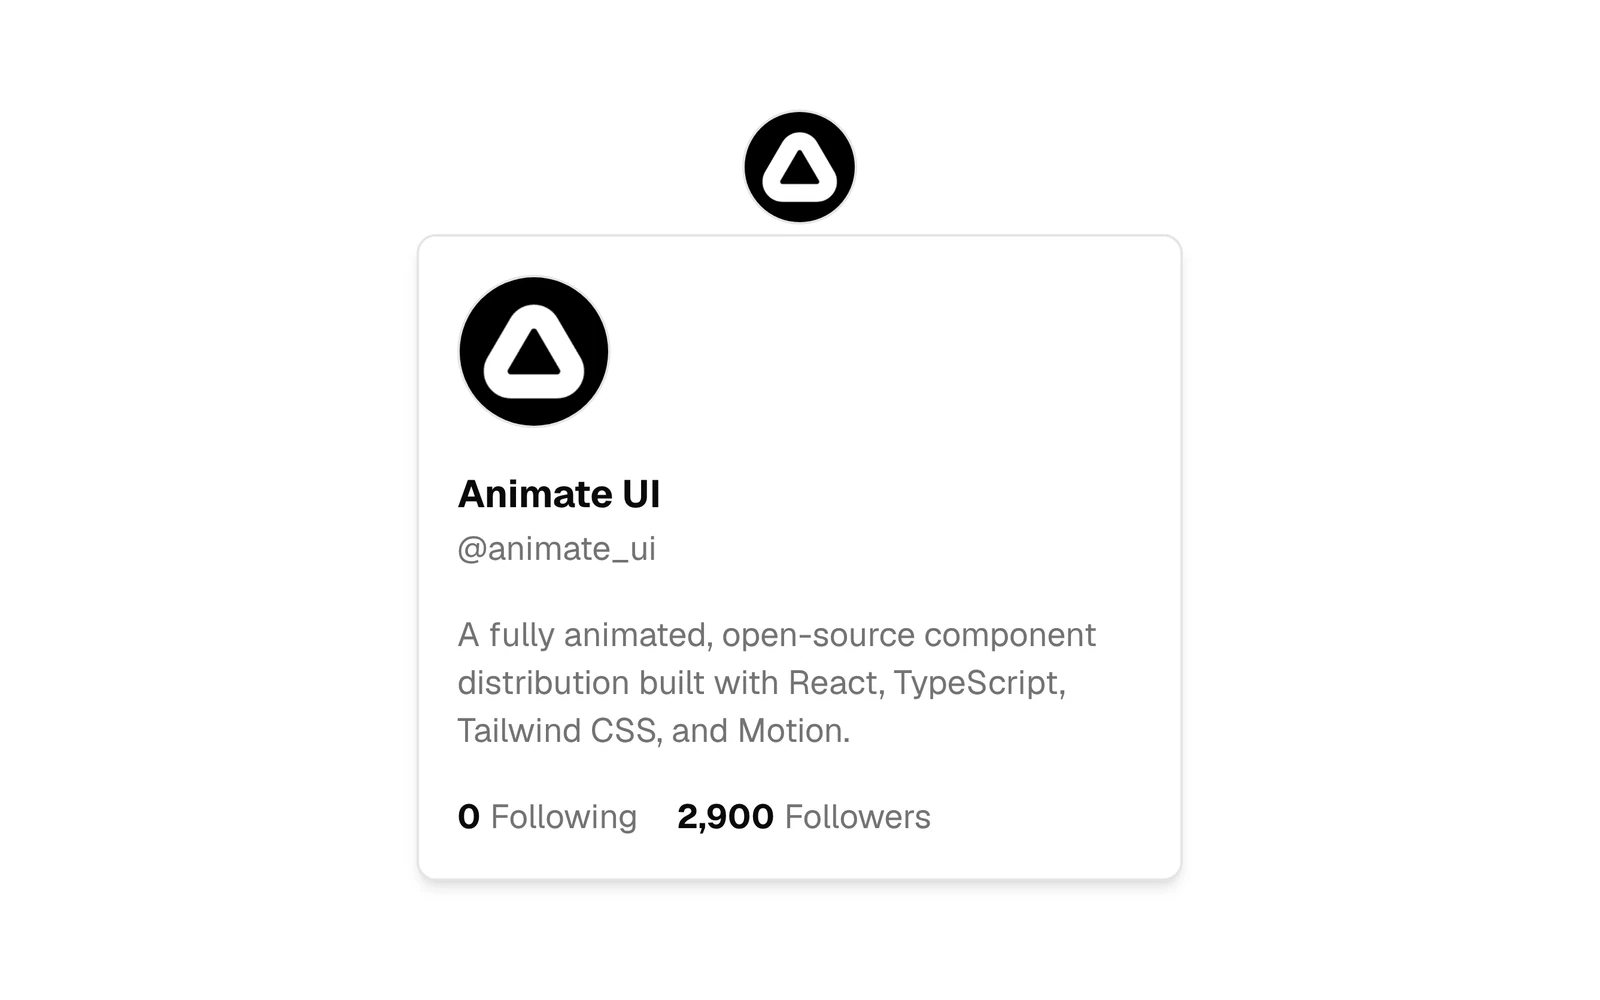 Animate UI
@animate_ui
A fully animated, open-source component
distribution built with React, TypeScript,
Tailwind CSS, and Motion.
0 Following 2,900 Followers